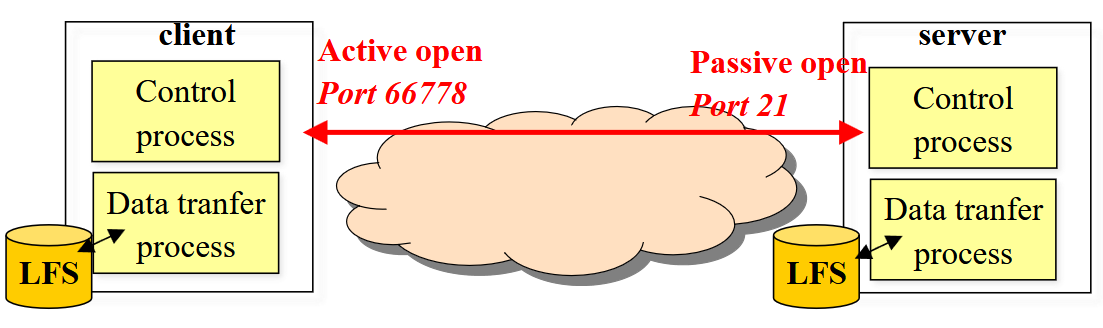 client
Control
process
Data tranfer
process
LFS
Active open
Port 66778
Passive open
Port 21
server
Control
process
Data tranfer
process
LFS